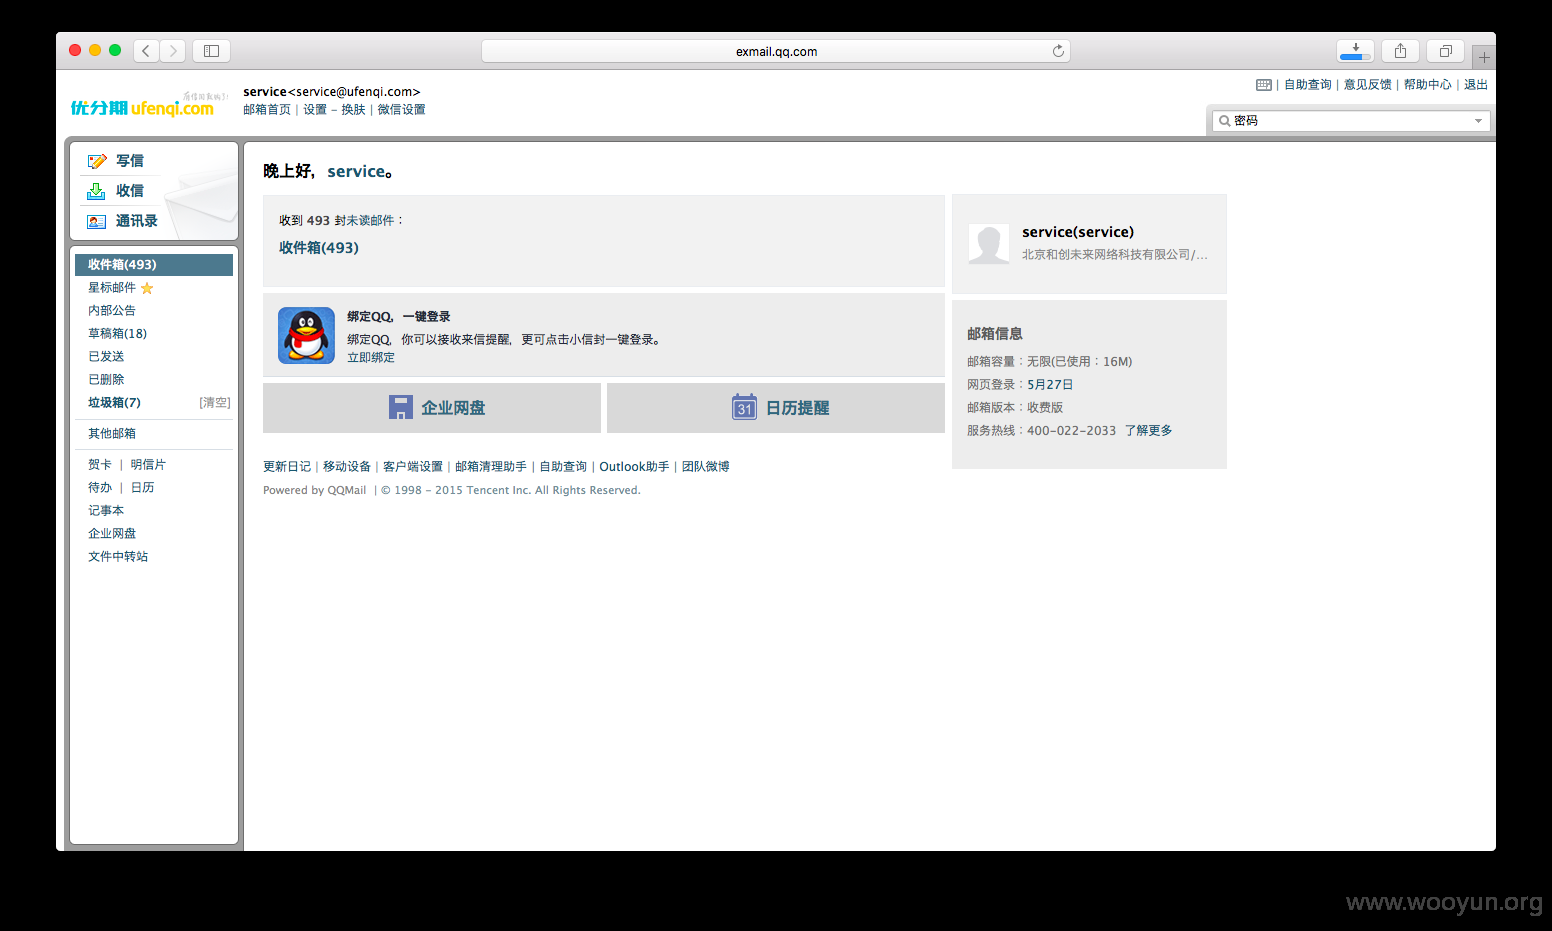 exmail.qq.com
优分期 ufenqi.com
service<service@ufenqi.com>
邮箱首页 | 设置 - 换肤 | 微信设置
自助查询 | 意见反馈 | 帮助中心 | 退出
密码
写信
收信
通讯录
收件箱(493)
星标邮件
内部公告
草稿箱(18)
已发送
已删除
垃圾箱(7) [清空]
其他邮箱
贺卡 | 明信片
待办 | 日历
记事本
企业网盘
文件中转站
晚上好，service。
收到 493 封未读邮件：
收件箱(493)
绑定QQ，一键登录
绑定QQ，你可以接收来信提醒，更可点击小信封一键登录。
立即绑定
企业网盘
31 日历提醒
更新日记 | 移动设备 | 客户端设置 | 邮箱清理助手 | 自助查询 | Outlook助手 | 团队微博
Powered by QQMail | © 1998 - 2015 Tencent Inc. All Rights Reserved.
service(service)
北京和创未来网络科技有限公司/...
邮箱信息
邮箱容量：无限(已使用：16M)
网页登录：5月27日
邮箱版本：收费版
服务热线：400-022-2033 了解更多
www.wooyun.org